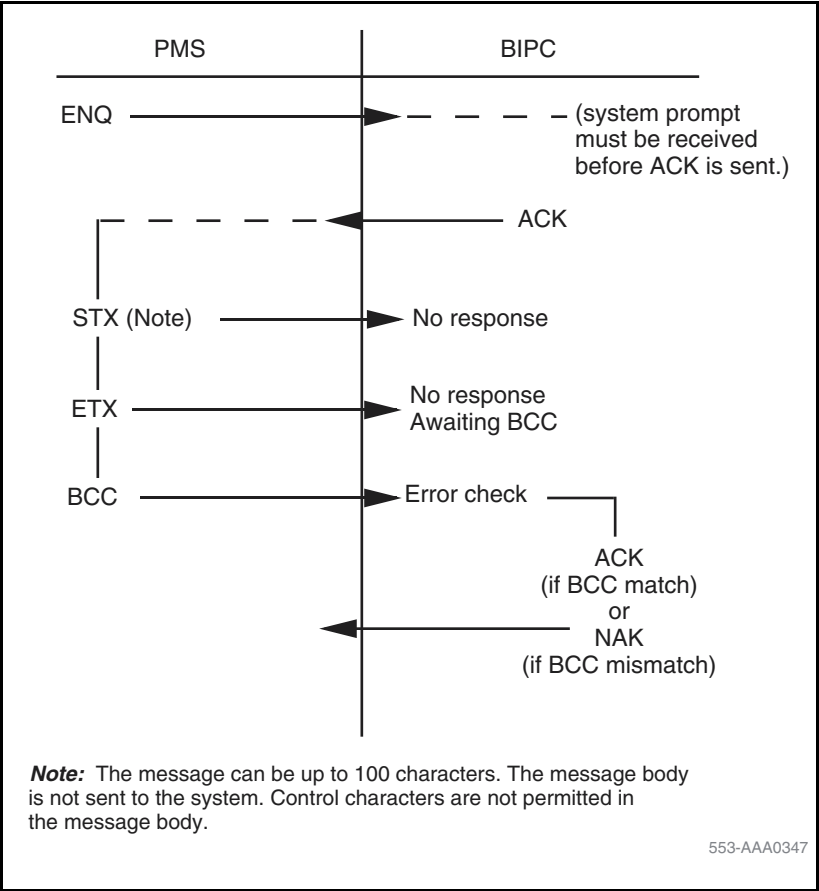 PMS BIPC
ENQ
(system prompt
must be received
before ACK is sent.)
ACK
STX (Note)
No response
ETX
No response
Awaiting BCC
BCC
Error check
ACK
(if BCC match)
or
NAK
(if BCC mismatch)
Note: The message can be up to 100 characters. The message body
is not sent to the system. Control characters are not permitted in
the message body.
553-AAA0347